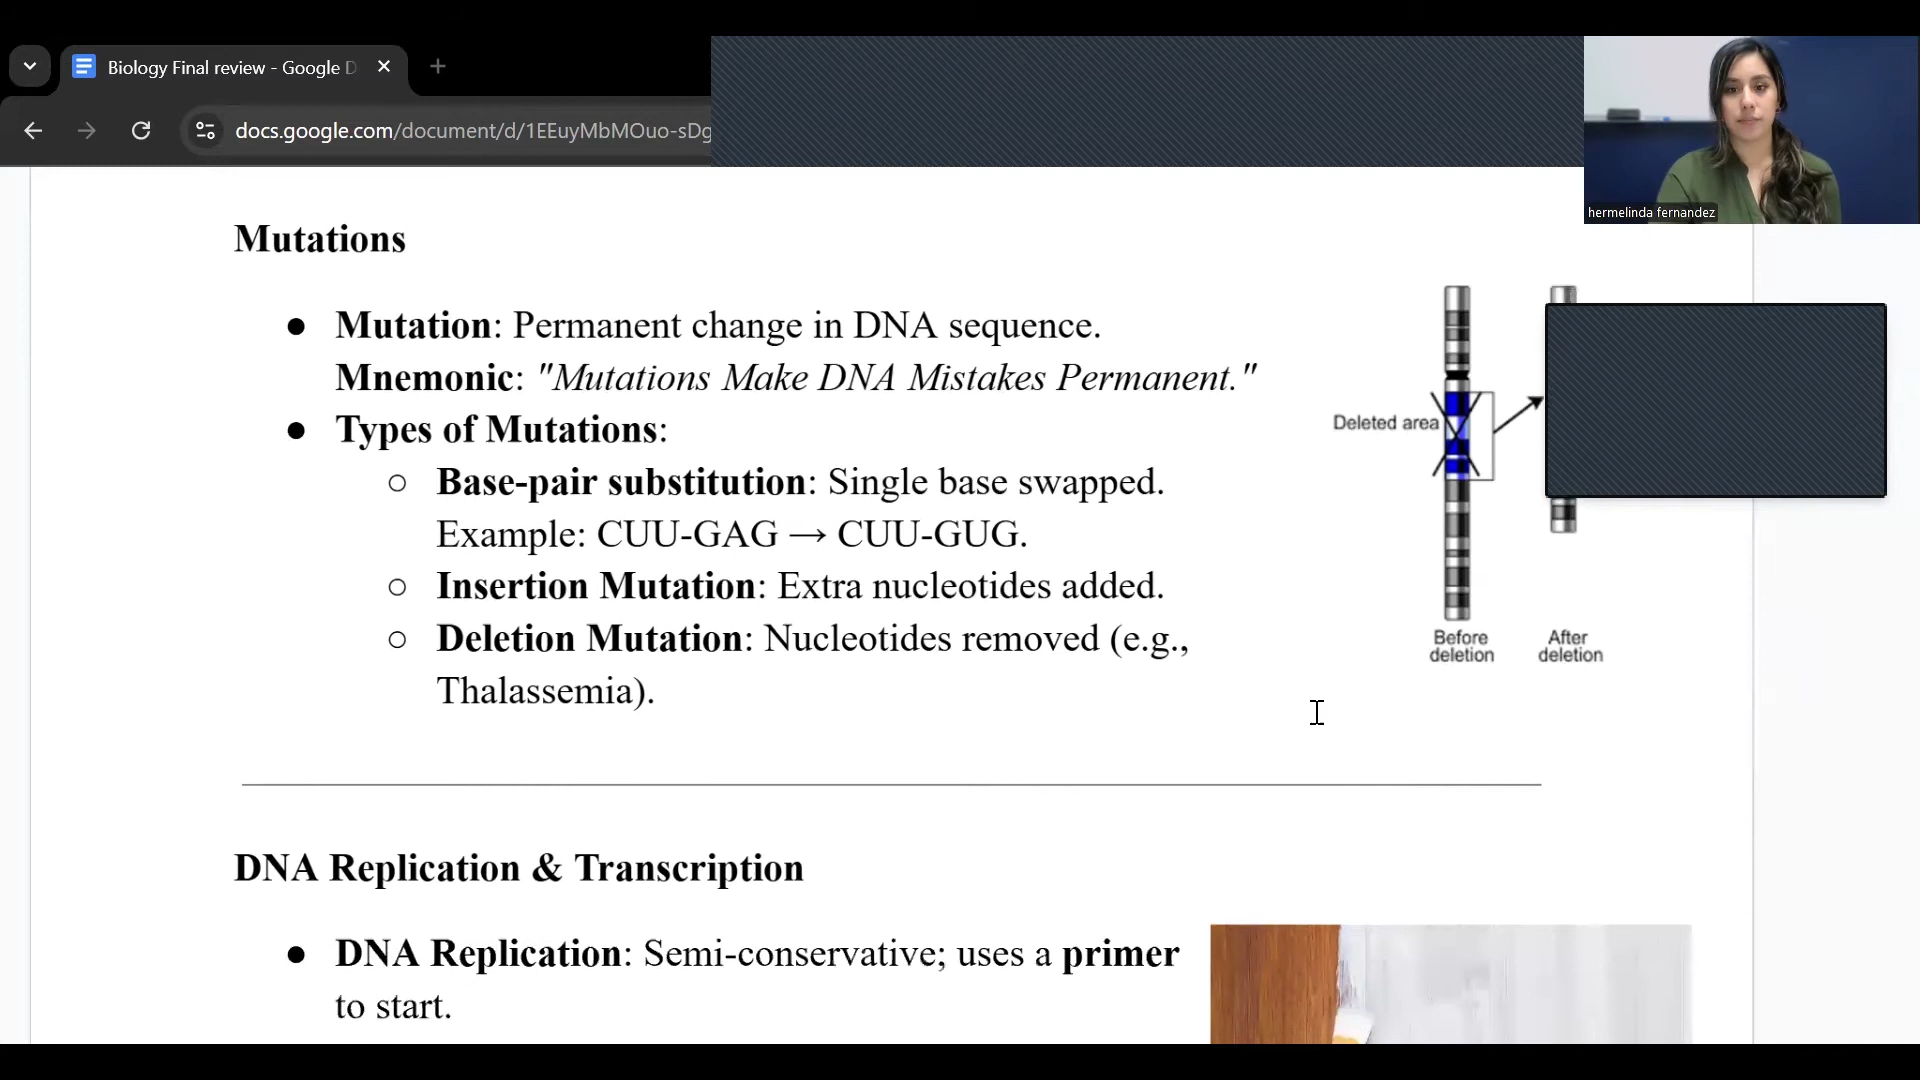 Biology Final review - Google D
docs.google.com/document/d/1EEuyMbMOuo-sDg
hermelinda fernandez
Mutations
● Mutation: Permanent change in DNA sequence.
Mnemonic: "Mutations Make DNA Mistakes Permanent."
● Types of Mutations:
○ Base-pair substitution: Single base swapped.
Example: CUU-GAG → CUU-GUG.
○ Insertion Mutation: Extra nucleotides added.
○ Deletion Mutation: Nucleotides removed (e.g.,
Thalassemia).
Deleted area
Before
deletion
After
deletion
DNA Replication & Transcription
● DNA Replication: Semi-conservative; uses a primer
to start.